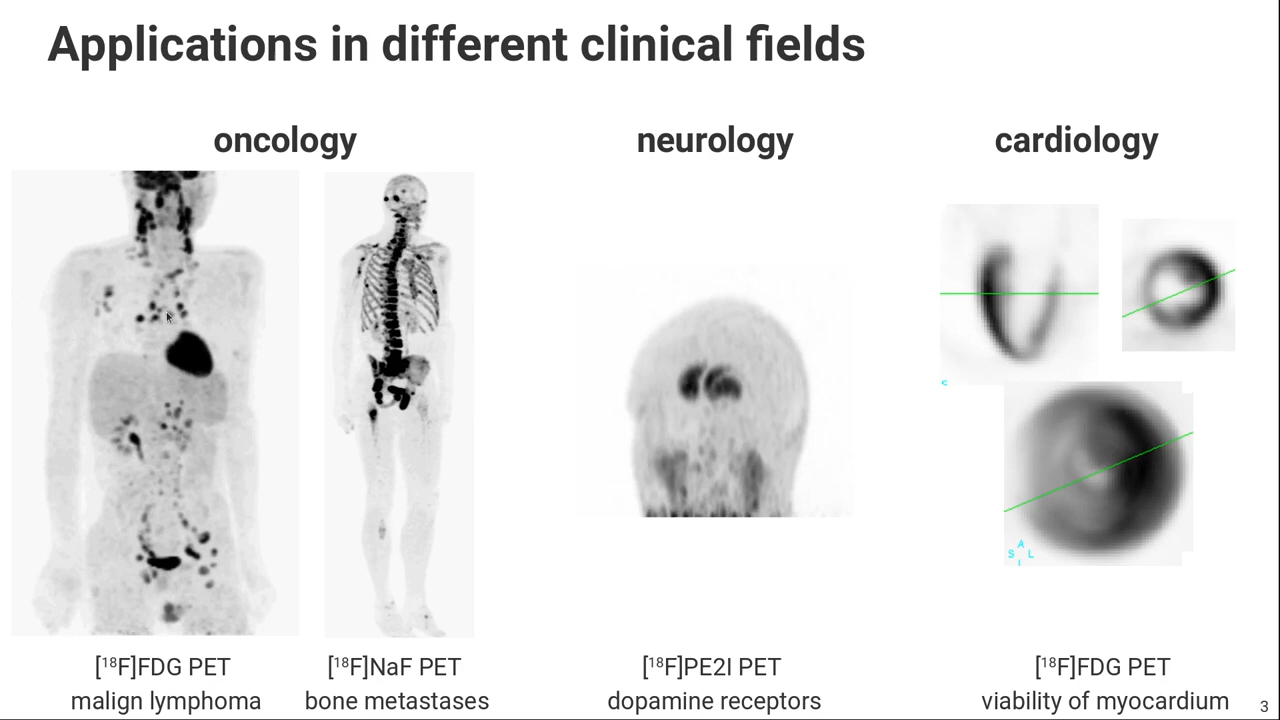 Applications in different clinical fields
oncology
neurology
cardiology
S
A
S L
I
[¹⁸F]FDG PET
malign lymphoma
[¹⁸F]NaF PET
bone metastases
[¹⁸F]PE2I PET
dopamine receptors
[¹⁸F]FDG PET
viability of myocardium
3